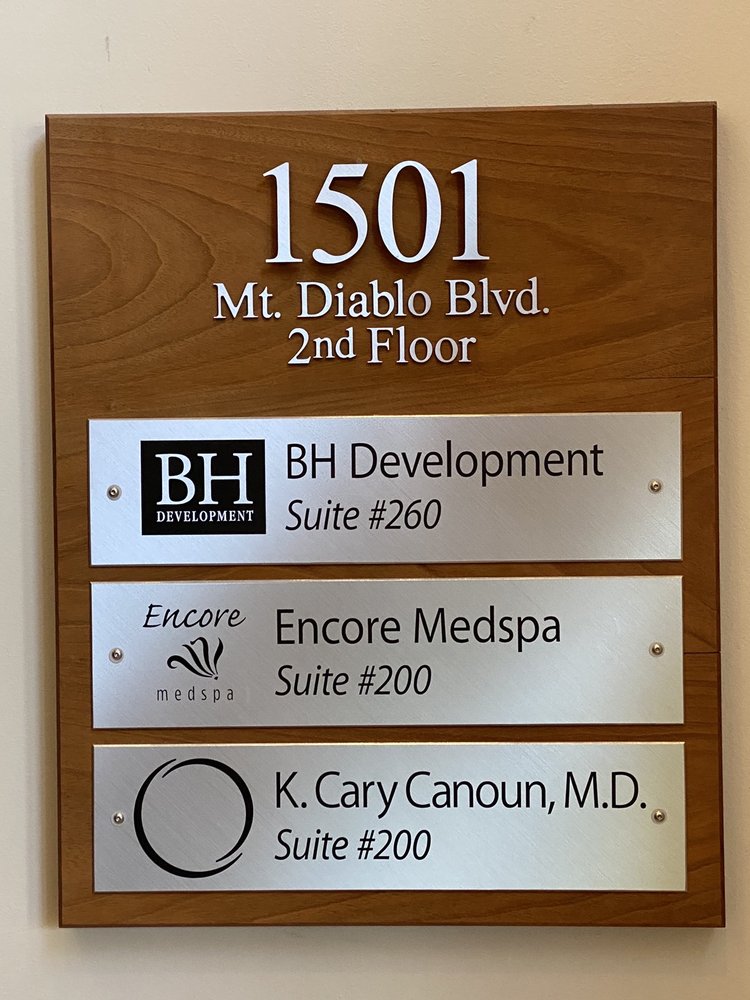 1501
Mt. Diablo Blvd.
2nd Floor
BH
DEVELOPMENT
BH Development
Suite #260
Encore
medspa
Encore Medspa
Suite #200
K. Cary Canoun, M.D.
Suite #200